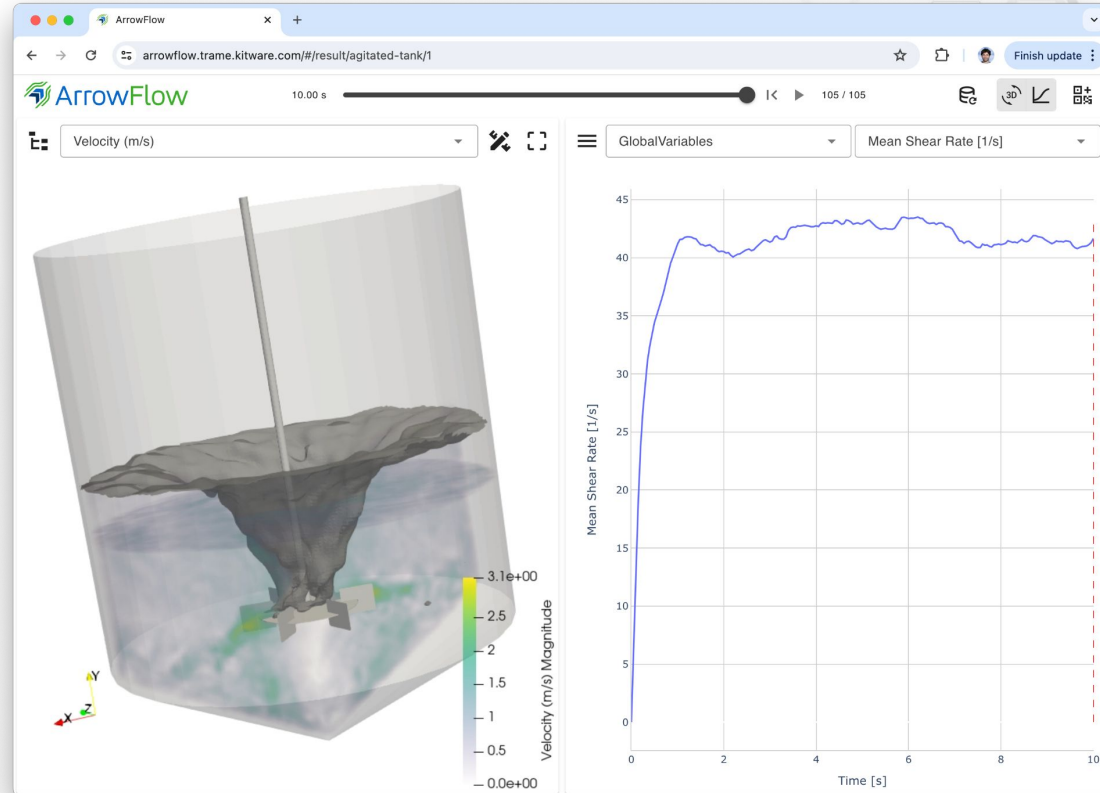 ArrowFlow
arrowflow.trame.kitware.com/#/result/agitated-tank/1
Finish update
ArrowFlow
10.00 s
105 / 105
3D
Velocity (m/s)
GlobalVariables
Mean Shear Rate [1/s]
3.1e+00
2.5
2
1.5
1
0.5
0.0e+00
Velocity (m/s) Magnitude
Y
Z
X
45
40
35
30
25
20
15
10
5
0
Mean Shear Rate [1/s]
0 2 4 6 8 10
Time [s]